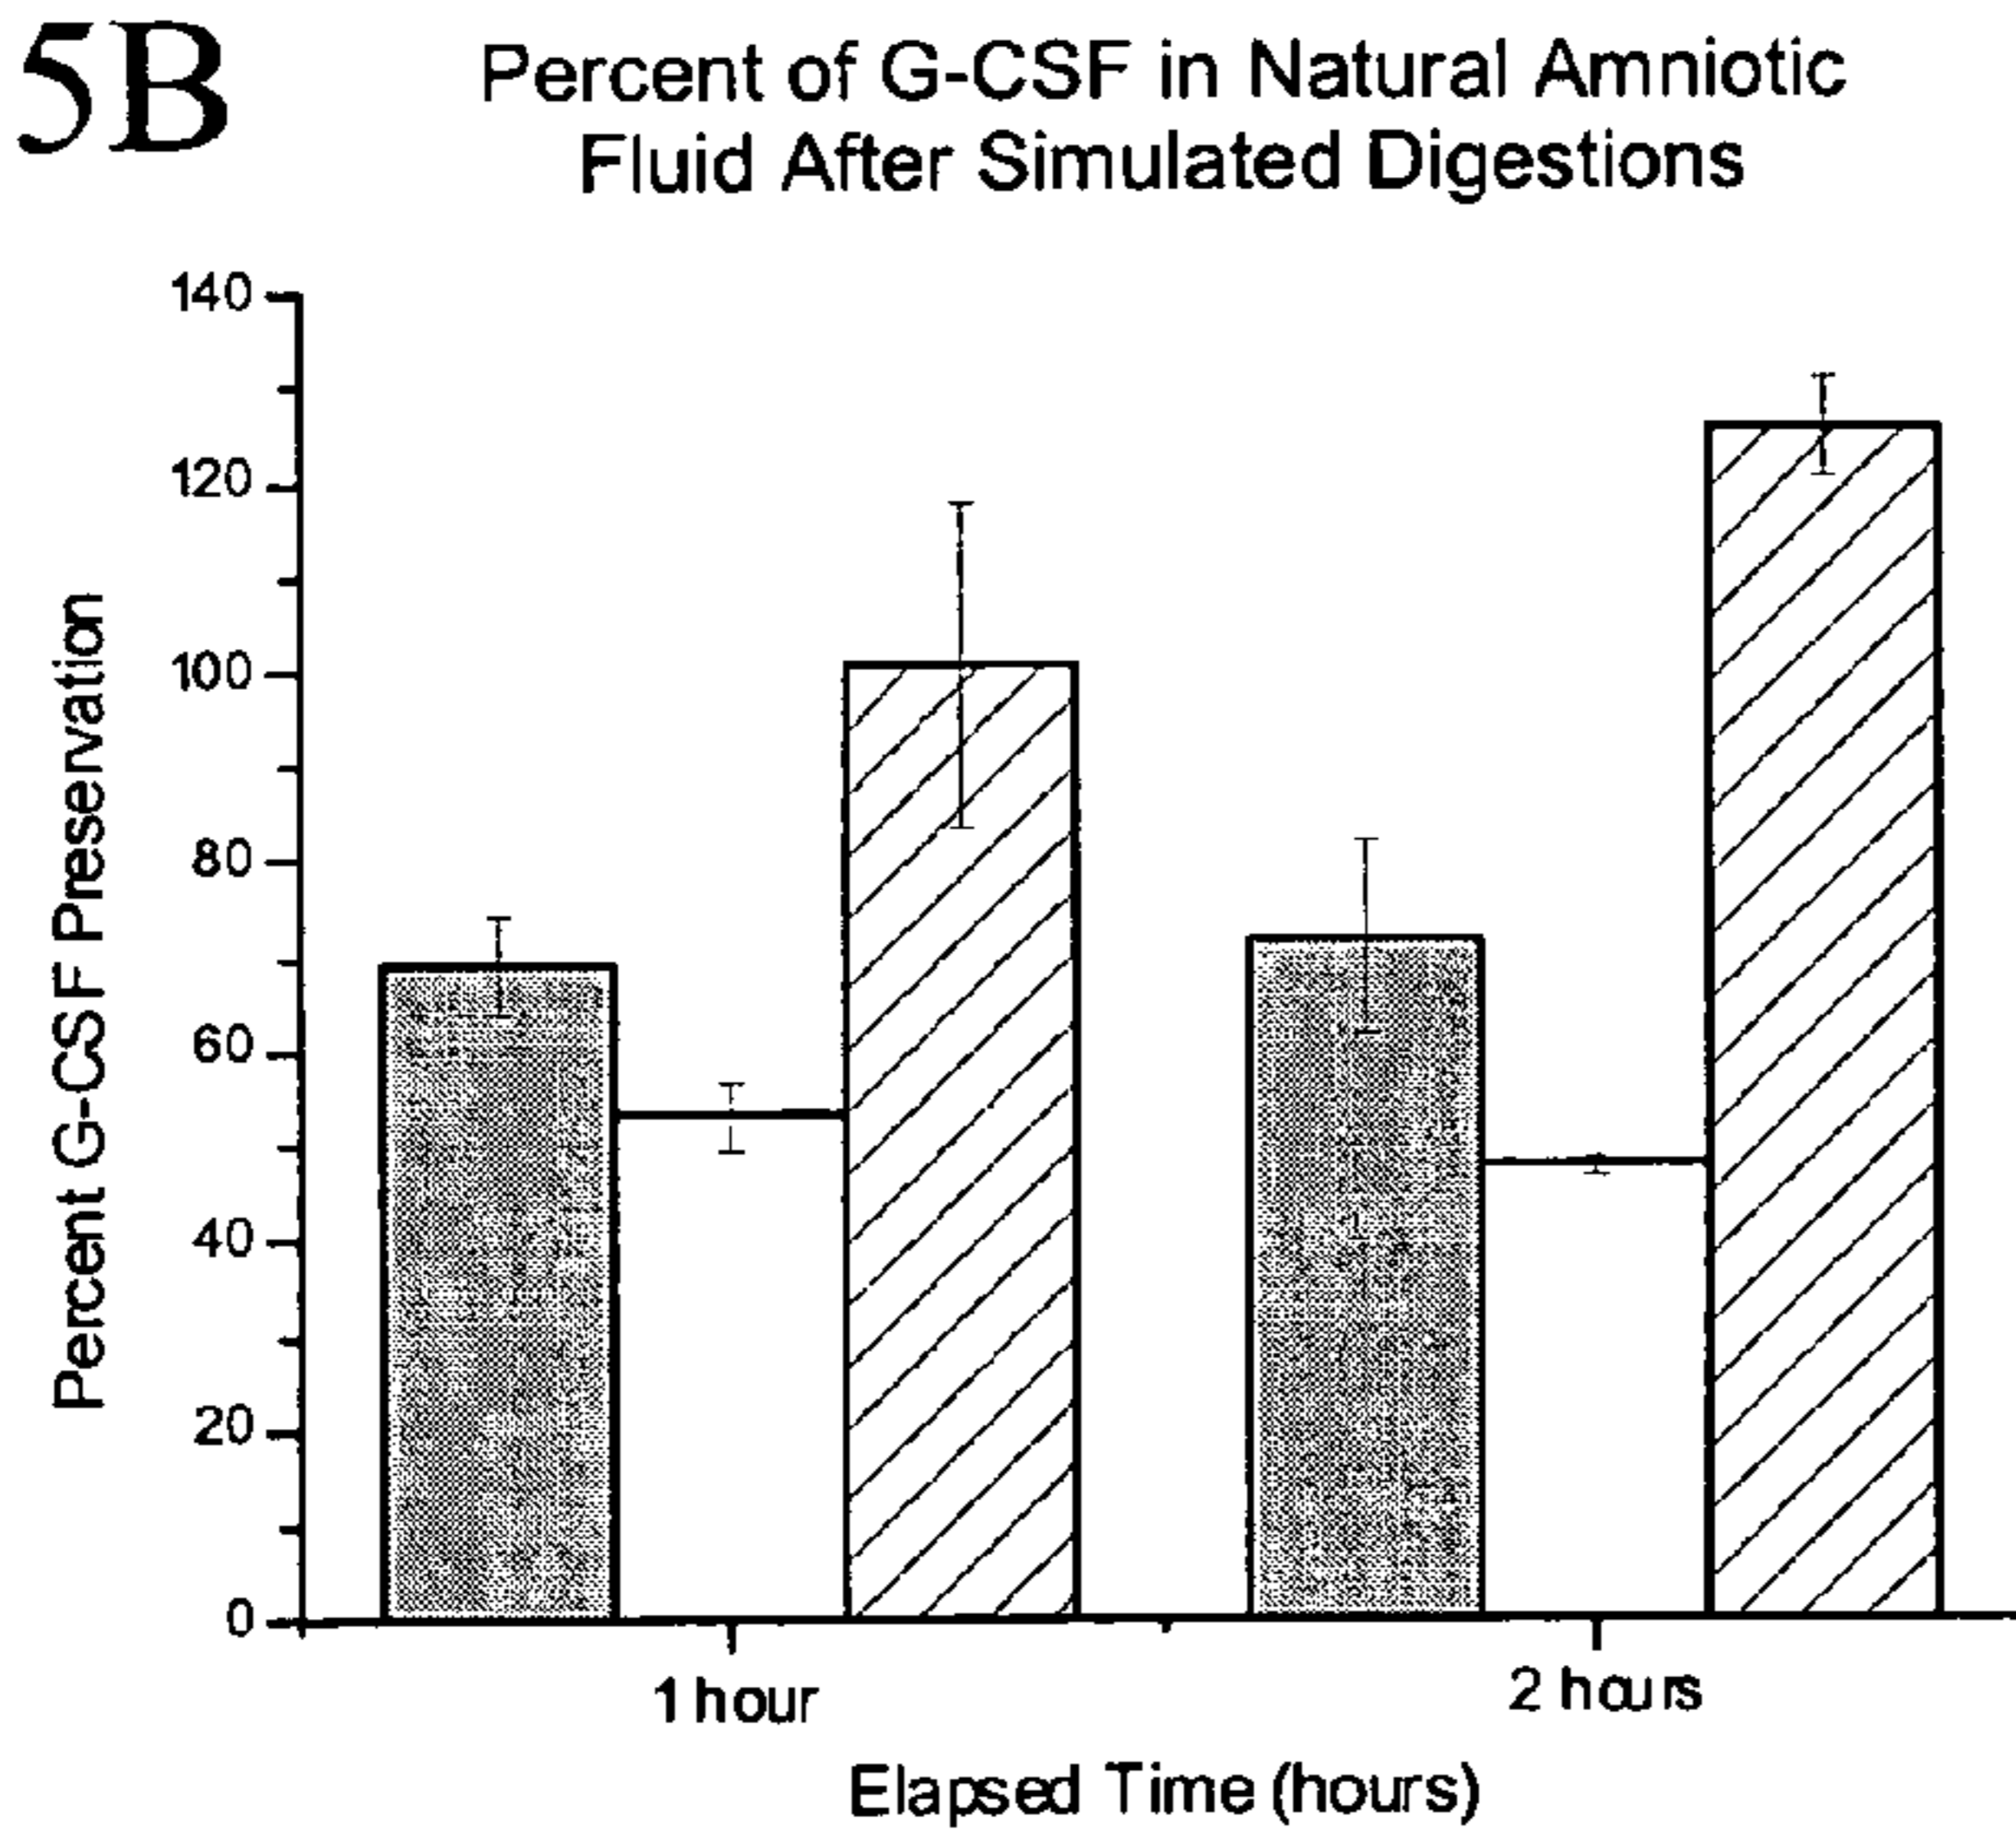 5B
Percent of G-CSF in Natural Amniotic
Fluid After Simulated Digestions
140
120
100
80
60
40
20
0
Percent G-CSF Preservation
1 hour
2 hours
Elapsed Time (hours)